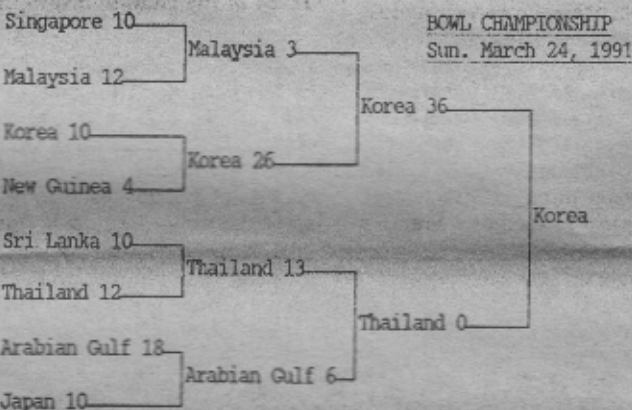 BOWL CHAMPIONSHIP
Sun. March 24, 1991
Singapore 10
Malaysia 12
Korea 10
New Guinea 4
Sri Lanka 10
Thailand 12
Arabian Gulf 18
Japan 10
Malaysia 3
Korea 26
Thailand 13
Arabian Gulf 6
Korea 36
Thailand 0
Korea